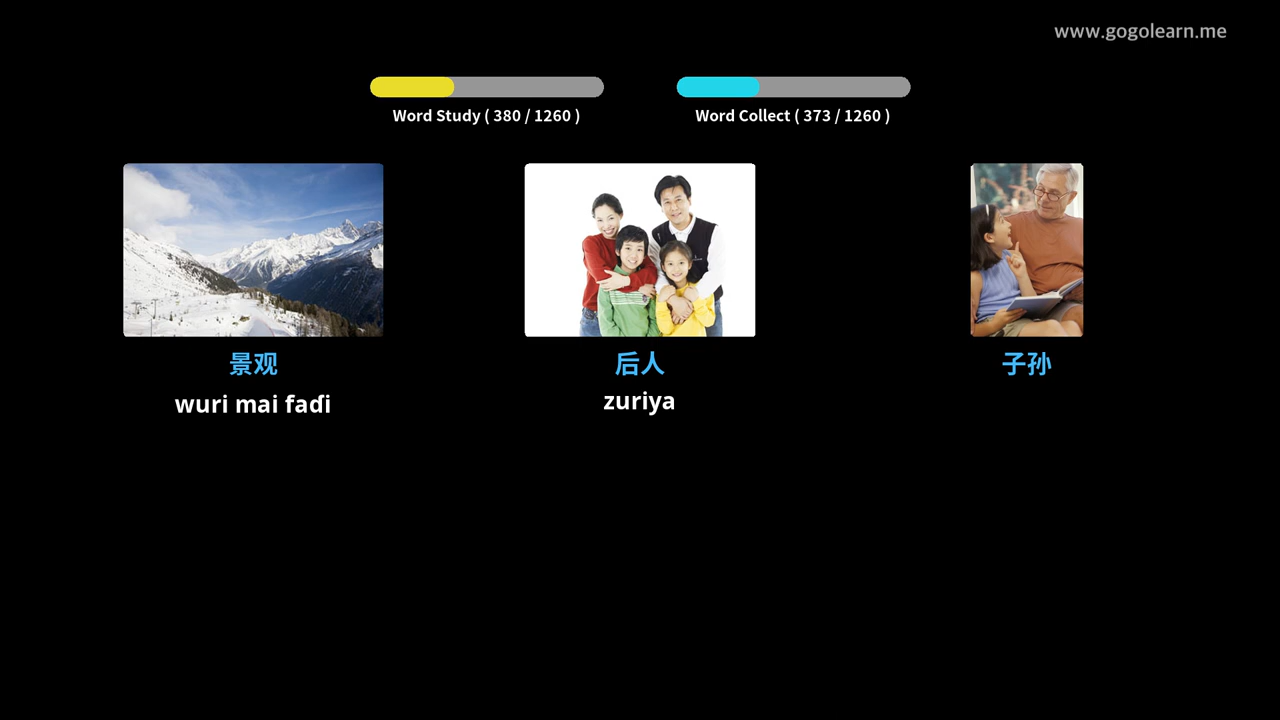 www.gogolearn.me
Word Study ( 380 / 1260 )
Word Collect ( 373 / 1260 )
景观
后人
子孙
wuri mai faɗi
zuriya